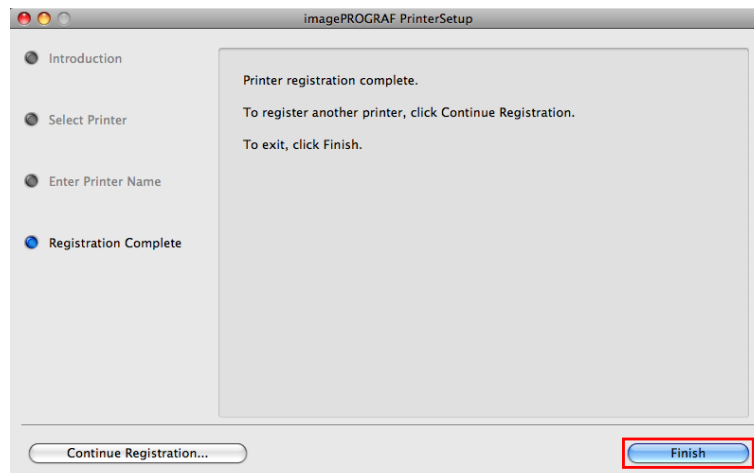 imagePROGRAF PrinterSetup
Introduction
Select Printer
Enter Printer Name
Registration Complete
Printer registration complete.
To register another printer, click Continue Registration.
To exit, click Finish.
Continue Registration...
Finish